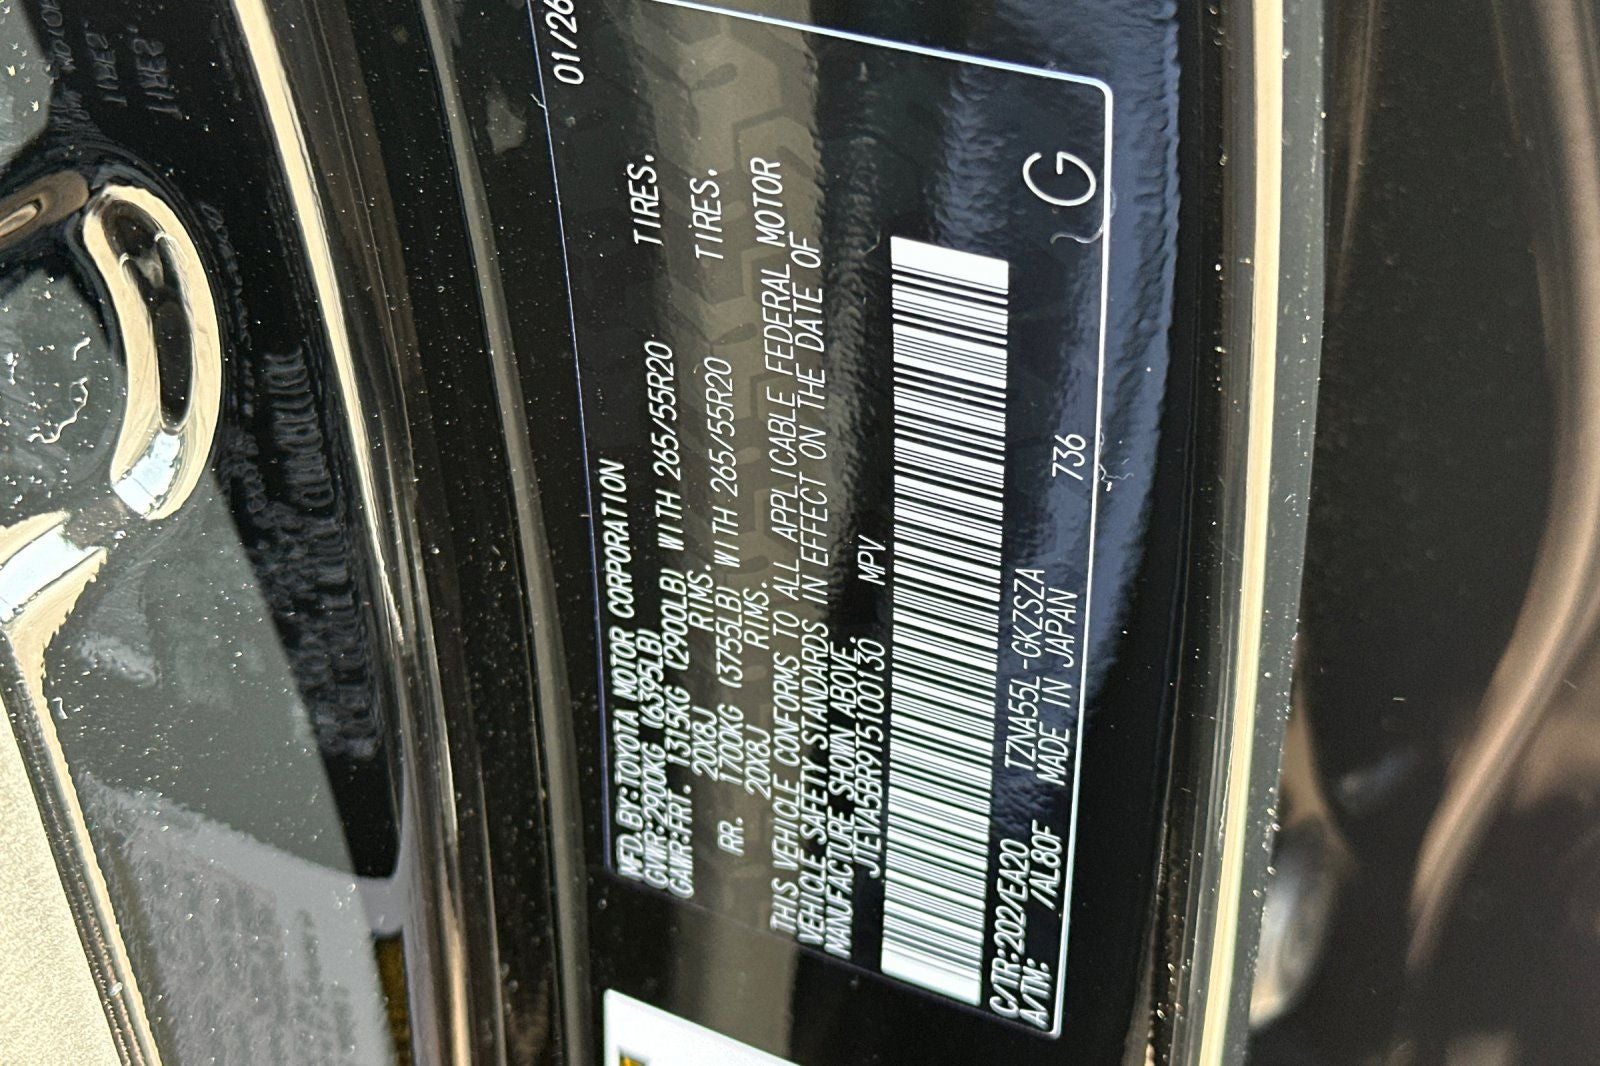 MFD.BY:TOYOTA MOTOR CORPORATION 01/26
GVWR:2900KG (6395LB)
GAWR:FRT. 1315KG (2900LB) WITH 265/55R20 TIRES.
20X8J RIMS.
RR. 1700KG (3755LB) WITH 265/55R20 TIRES.
20X8J RIMS.
THIS VEHICLE CONFORMS TO ALL APPLICABLE FEDERAL MOTOR
VEHICLE SAFETY STANDARDS IN EFFECT ON THE DATE OF
MANUFACTURE SHOWN ABOVE.
JTEVA5BR9T5100130 MPV
C/TR:202/EA20 TZNA55L-GKZSZA 736 G
A/TM: /AL80F MADE IN JAPAN